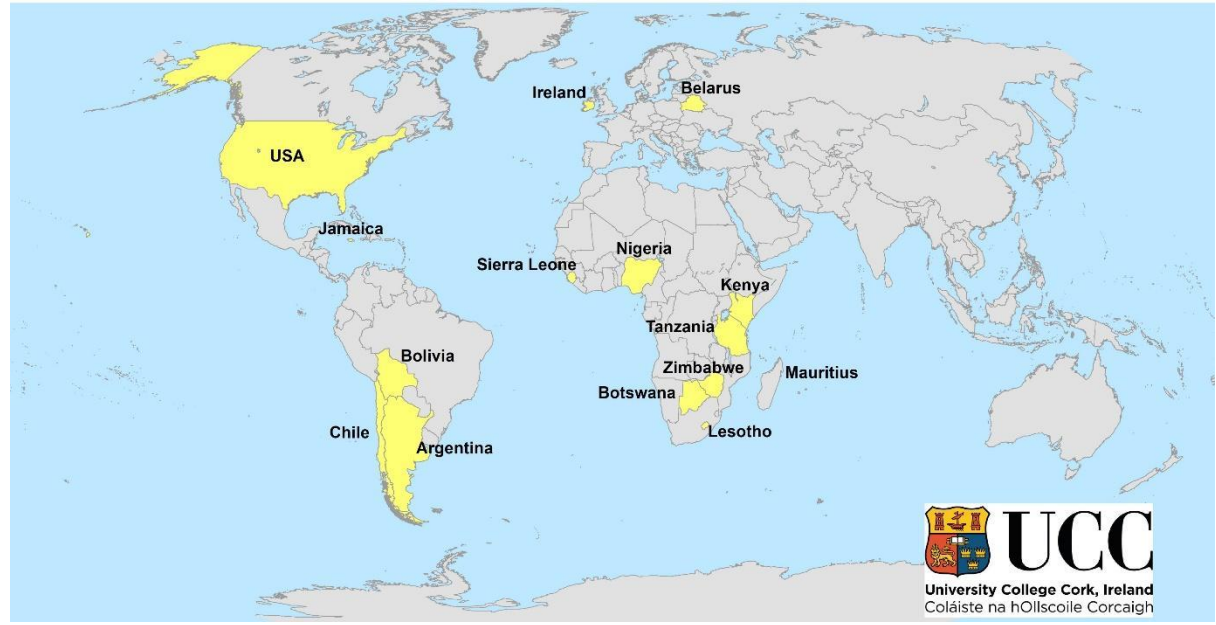 Ireland
Belarus
USA
Jamaica
Nigeria
Sierra Leone
Kenya
Tanzania
Bolivia
Zimbabwe
Mauritius
Botswana
Chile
Lesotho
Argentina
UCC
University College Cork, Ireland
Coláiste na hOllscoile Corcaigh